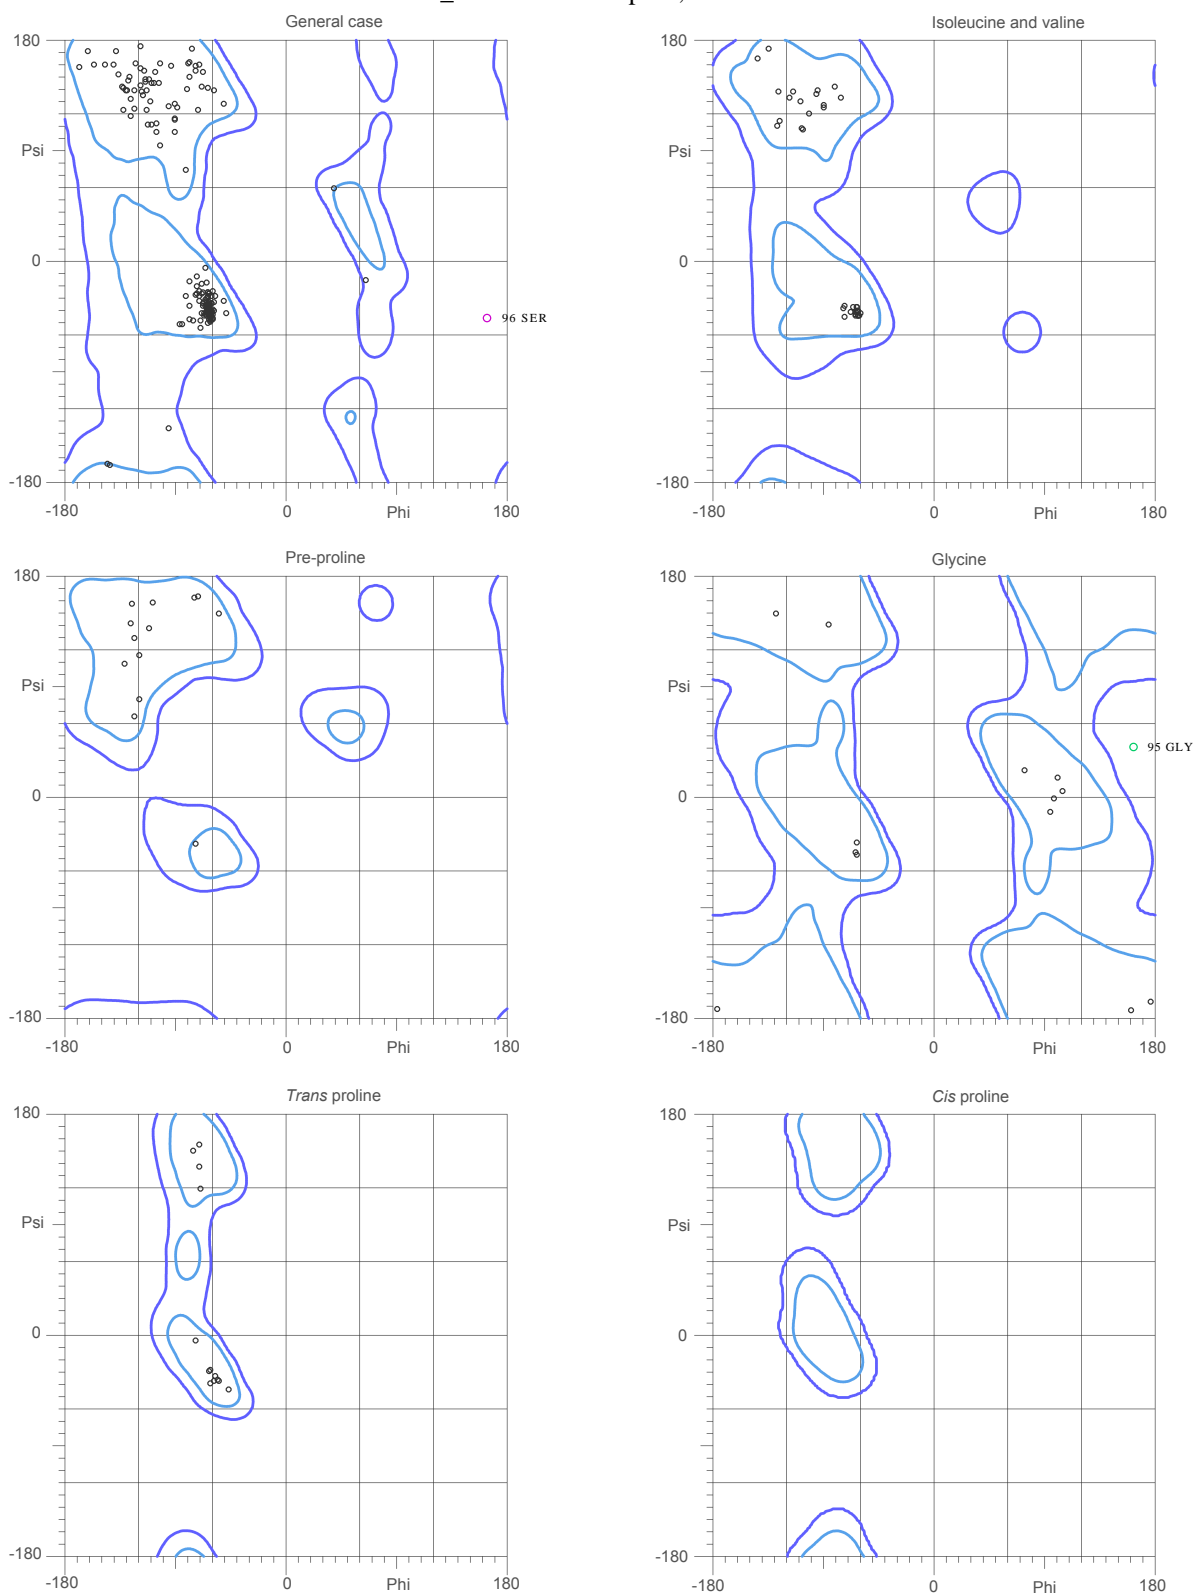 General case
Isoleucine and valine
180
180
Psi
Psi
0
0
96 SER
-180
-180
-180
0
Phi
180
-180
0
Phi
180
Pre-proline
Glycine
180
180
Psi
Psi
95 GLY
0
0
-180
-180
-180
0
Phi
180
-180
0
Phi
180
Trans proline
Cis proline
180
180
Psi
Psi
0
0
-180
-180
-180
0
Phi
180
-180
0
Phi
180